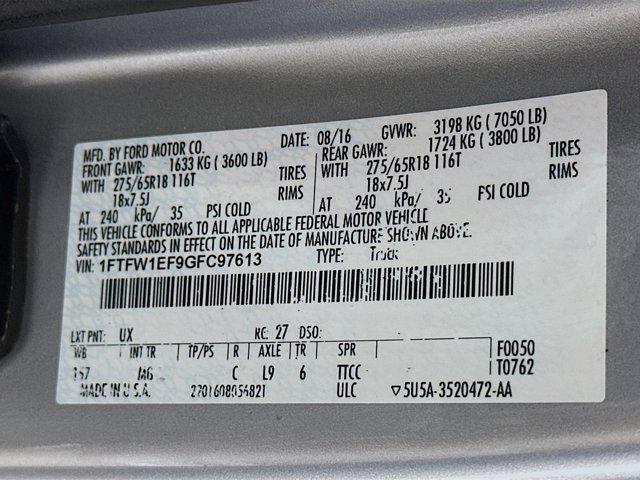 MFD. BY FORD MOTOR CO. DATE: 08/16 GVWR: 3198 KG ( 7050 LB)
FRONT GAWR: 1633 KG ( 3600 LB) REAR GAWR: 1724 KG ( 3800 LB)
WITH 275/65R18 116T TIRES WITH 275/65R18 116T TIRES
18x7.5J RIMS 18x7.5J RIMS
AT 240 kPa/ 35 PSI COLD AT 240 kPa/ 35 PSI COLD
THIS VEHICLE CONFORMS TO ALL APPLICABLE FEDERAL MOTOR VEHICLE
SAFETY STANDARDS IN EFFECT ON THE DATE OF MANUFACTURE SHOWN ABOVE.
VIN: 1FTFW1EF9GFC97613 TYPE: Truck
EXT PNT: UX RC: 27 DSO: F0050
WB INT TR TP/PS R AXLE TR SPR T0762
157 MG C L9 6 TTCC
MADE IN U.S.A. ULC ▽5U5A-3520472-AA